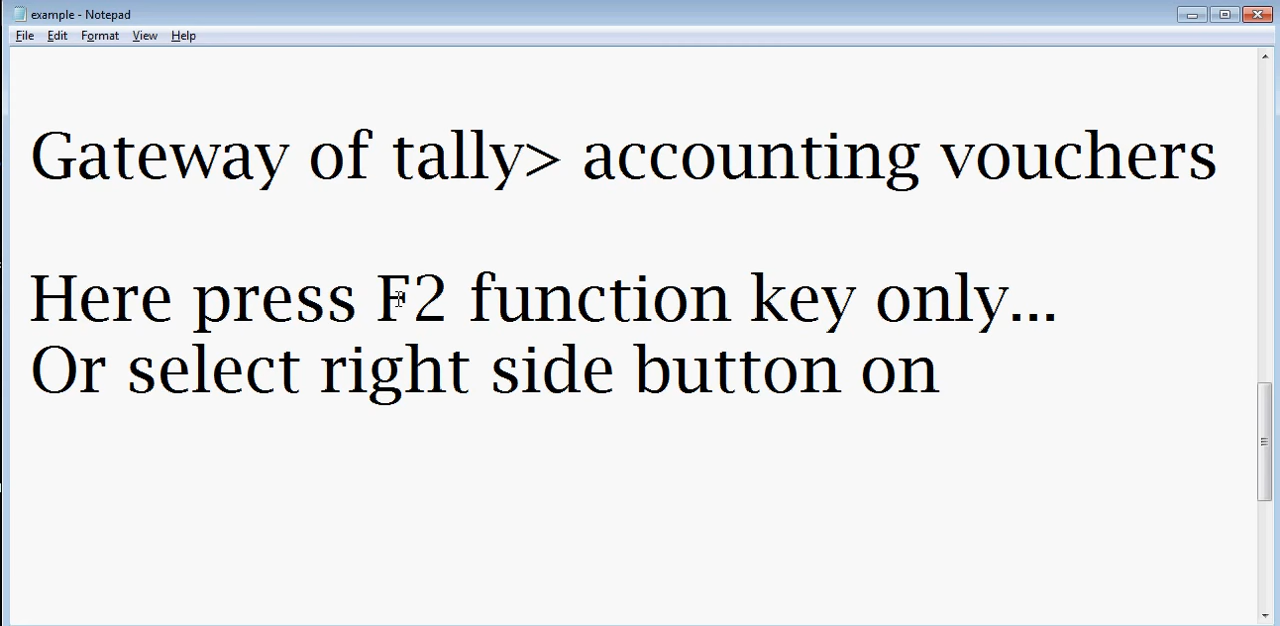 example - Notepad
File Edit Format View Help
Gateway of tally> accounting vouchers
Here press F2 function key only...
Or select right side button on